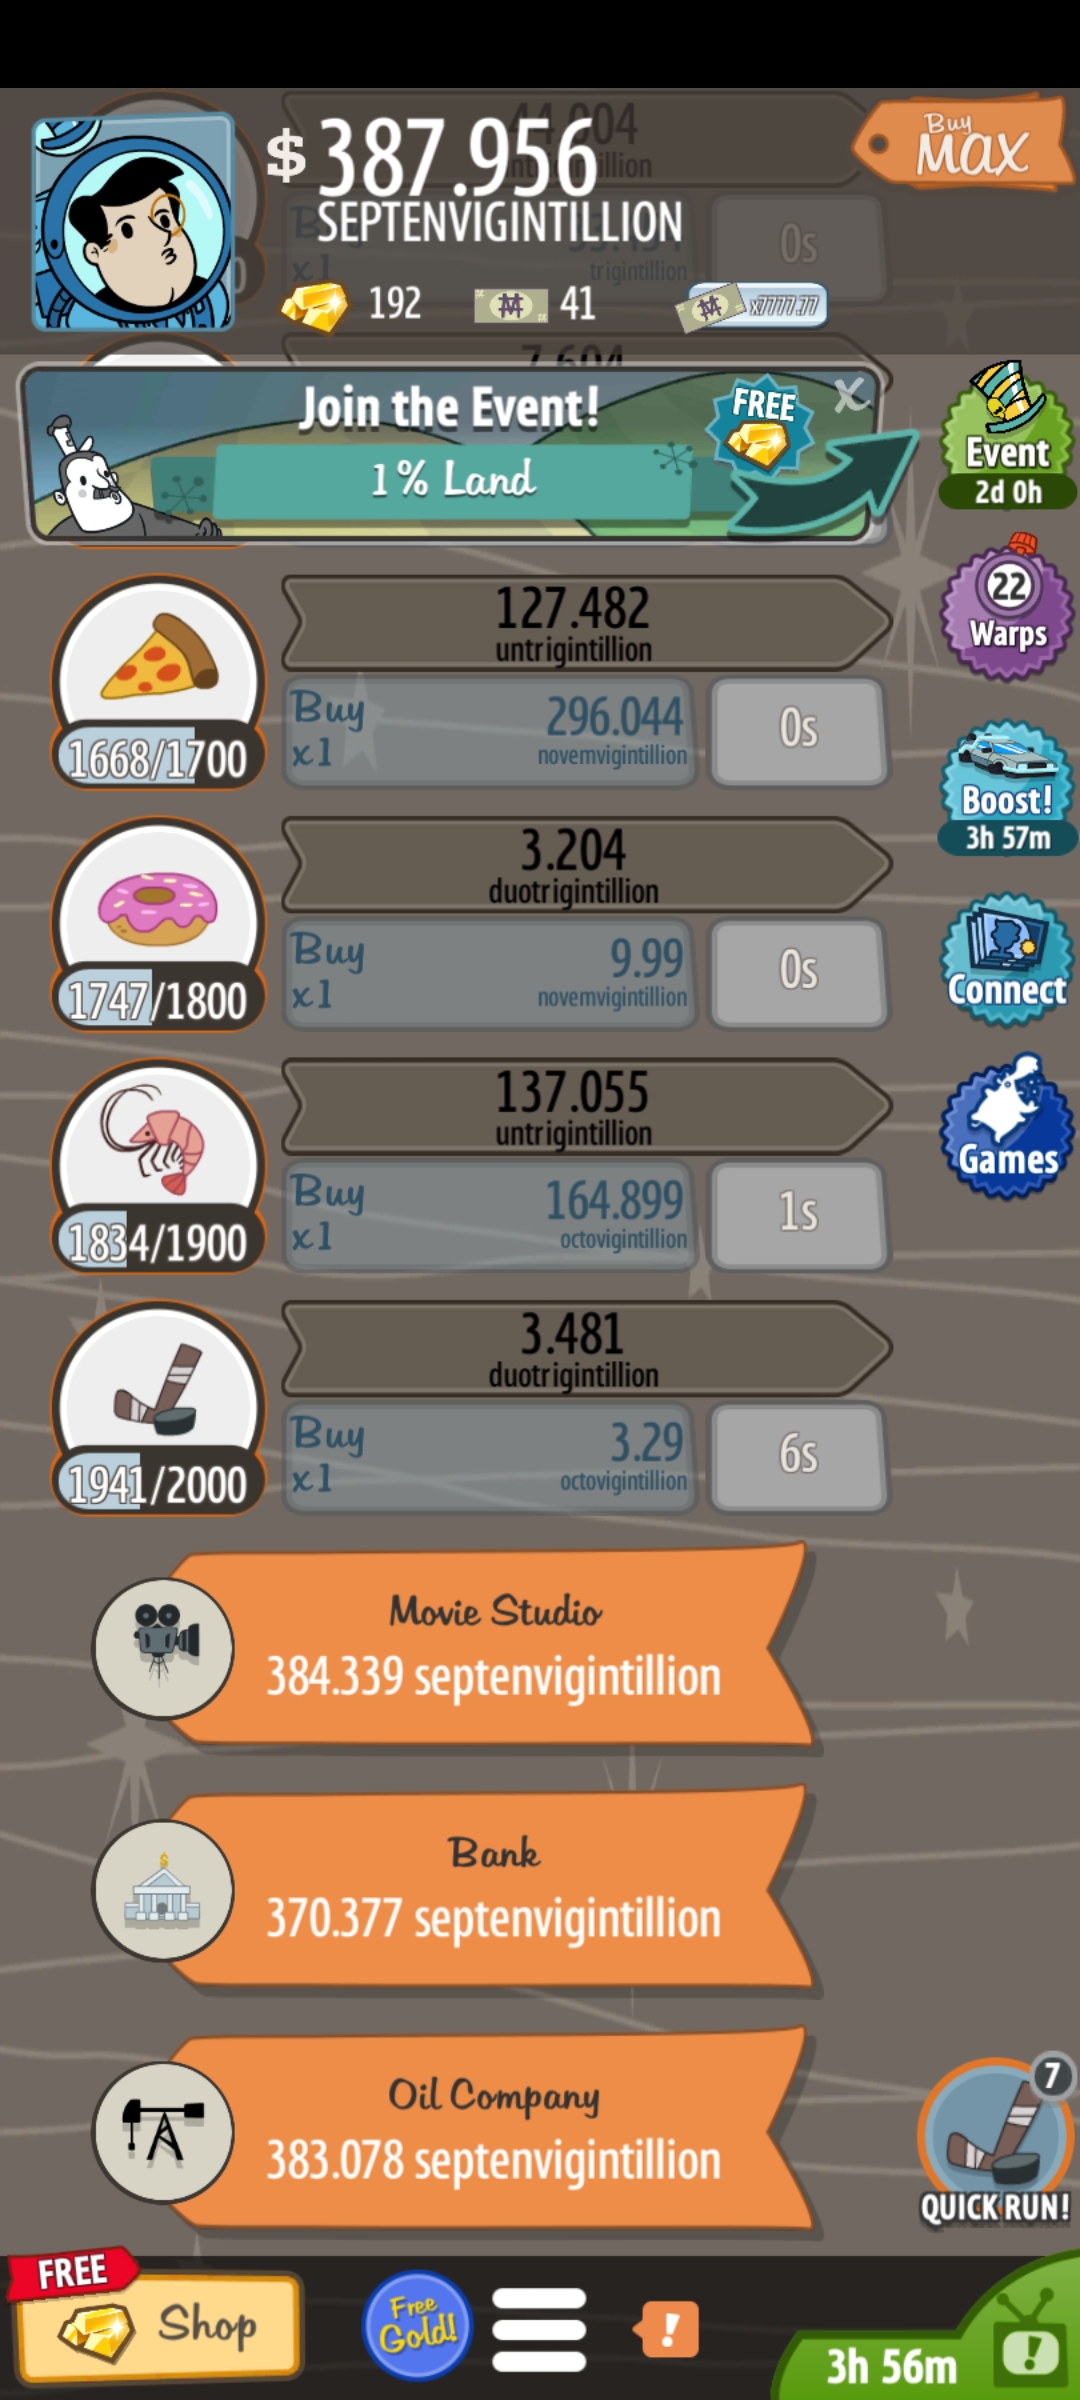 Buy
MAX
$ 387.956
SEPTENVIGINTILLION
0s
x1
trigintillion
192
41
x7777.77
Join the Event!
FREE
X
1% Land
Event
2d 0h
22
Warps
127.482
untrigintillion
Buy
x1
296.044
novemvigintillion
0s
1668/1700
Boost!
3h 57m
3.204
duotrigintillion
Buy
x1
9.99
novemvigintillion
0s
1747/1800
Connect
137.055
untrigintillion
Games
Buy
x1
164.899
octovigintillion
1s
1834/1900
3.481
duotrigintillion
Buy
x1
3.29
octovigintillion
6s
1941/2000
Movie Studio
384.339 septenvigintillion
Bank
370.377 septenvigintillion
Oil Company
383.078 septenvigintillion
7
QUICK RUN!
FREE
Shop
Free
Gold!
!
!
3h 56m